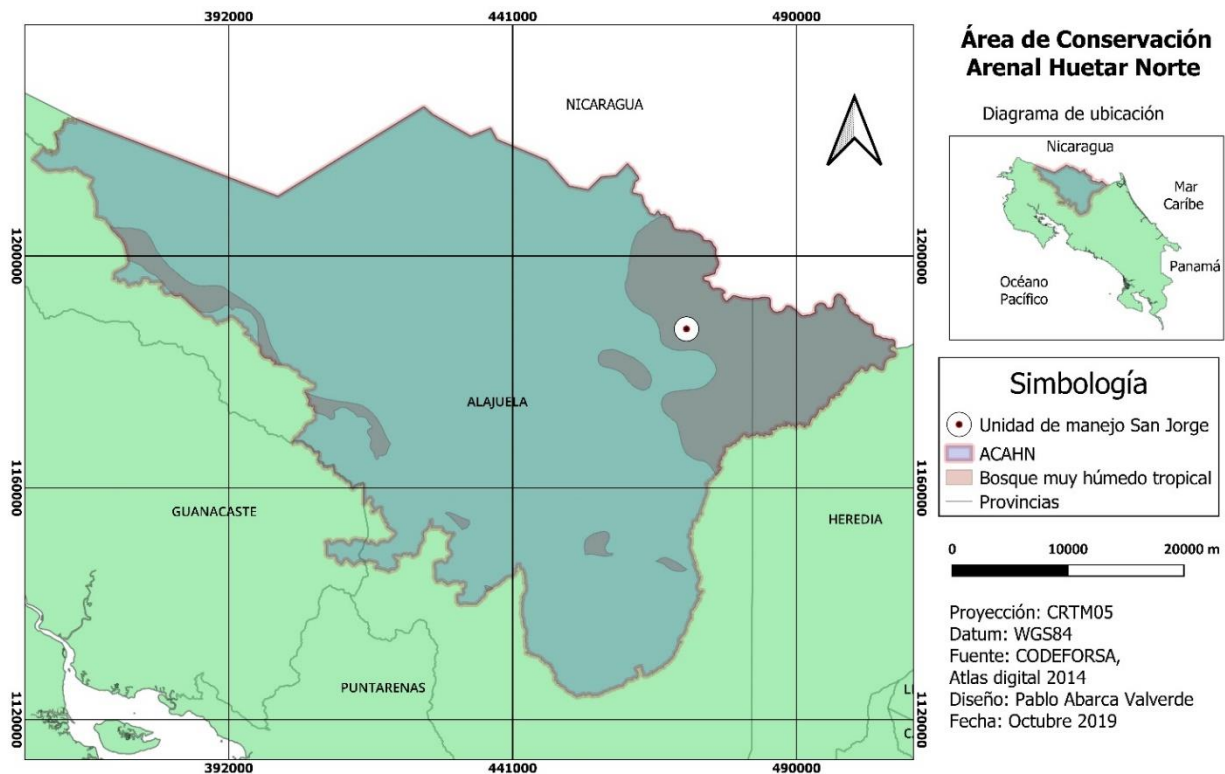 392000
441000
490000
NICARAGUA
1200000
1200000
ALAJUELA
1160000
1160000
GUANACASTE
HEREDIA
PUNTARENAS
1120000
1120000
392000
441000
490000
Área de Conservación
Arenal Huetar Norte
Diagrama de ubicación
Nicaragua
Mar
Caríbe
Panamá
Océano
Pacífico
Simbología
Unidad de manejo San Jorge
ACAHN
Bosque muy húmedo tropical
Provincias
0 10000 20000 m
Proyección: CRTM05
Datum: WGS84
Fuente: CODEFORSA,
Atlas digital 2014
Diseño: Pablo Abarca Valverde
Fecha: Octubre 2019